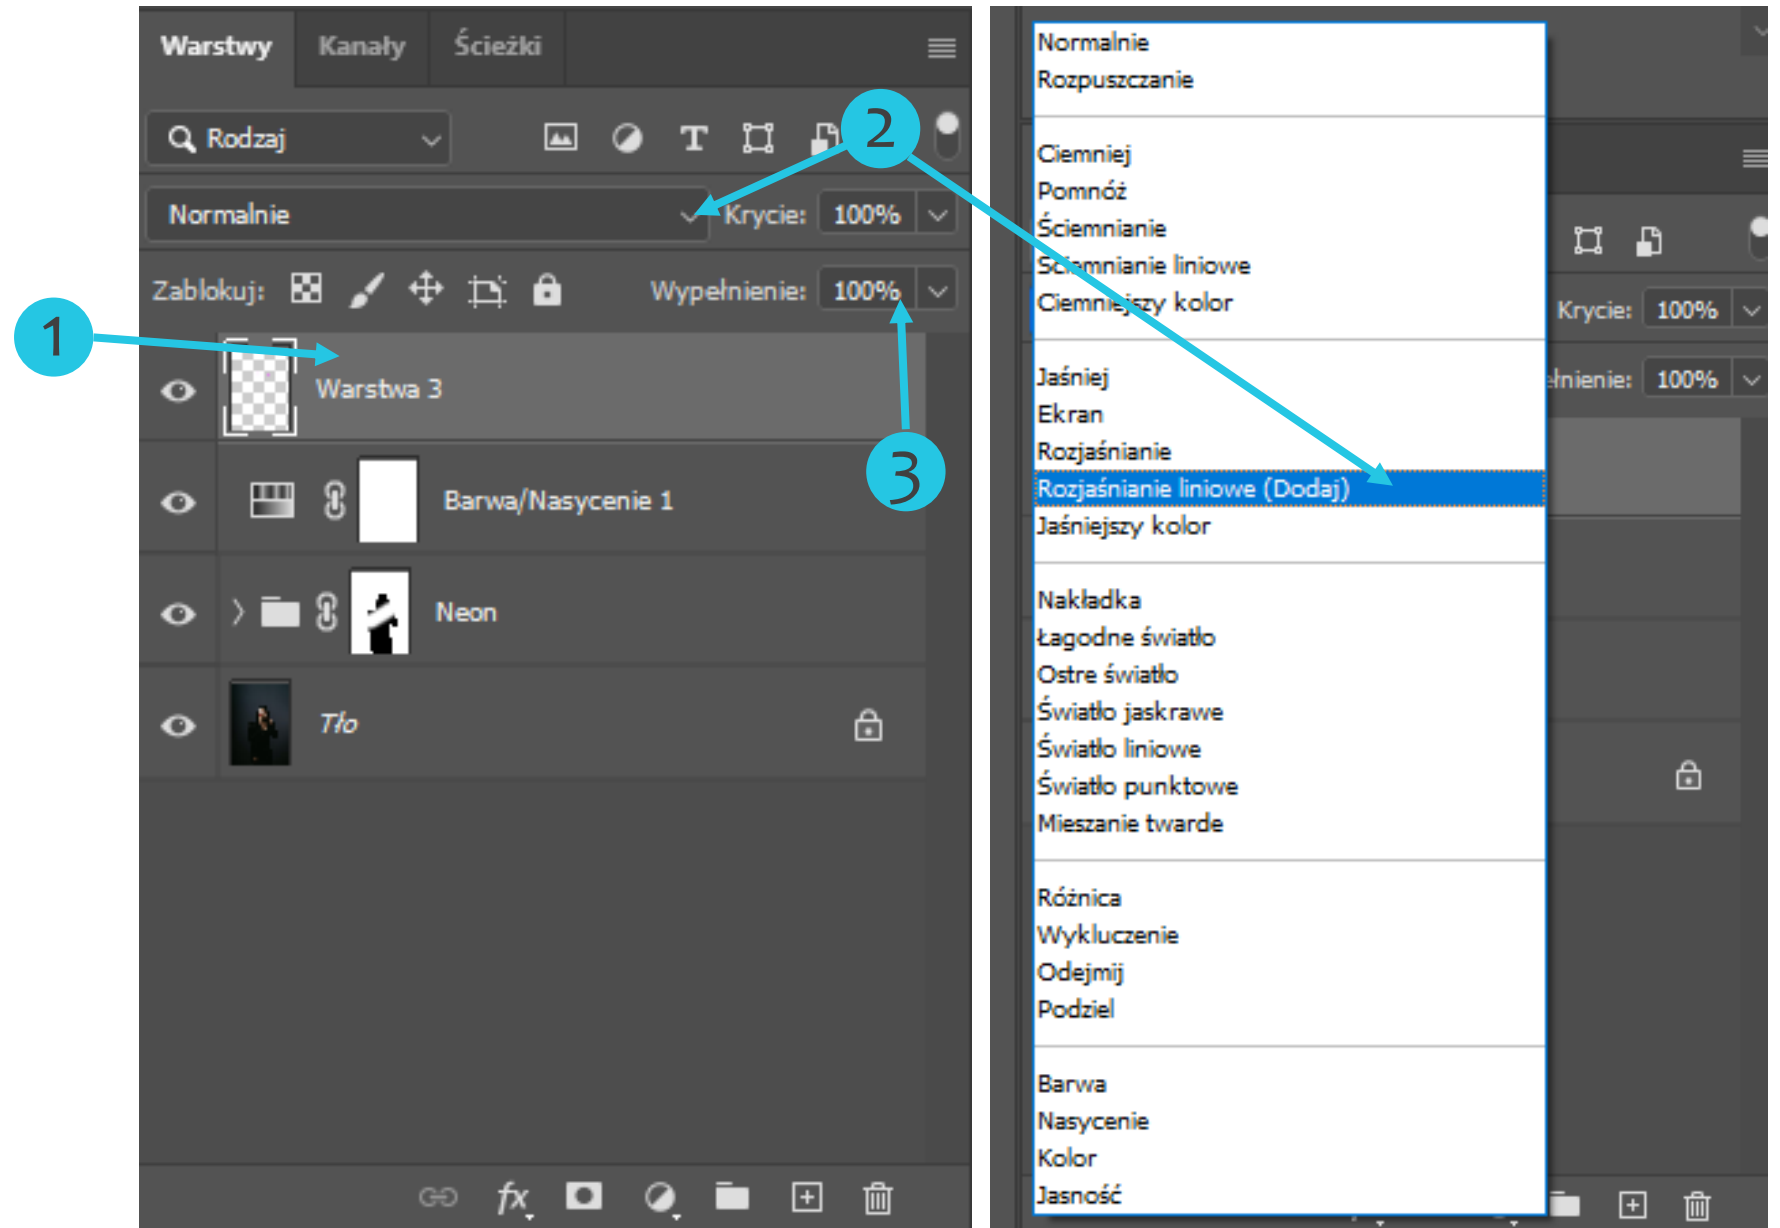 Warstwy Kanały Ścieżki
Rodzaj
T
2
Normalnie Krycie: 100%
Zablokuj: Wypełnienie: 100%
1
Warstwa 3
3
Barwa/Nasycenie 1
Neon
Tło
fx
Normalnie
Rozpuszczanie
Ciemniej
Pomnóż
Ściemnianie
Ściemnianie liniowe
Ciemniejszy kolor
Jaśniej
Ekran
Rozjaśnianie
Rozjaśnianie liniowe (Dodaj)
Jaśniejszy kolor
Nakładka
Łagodne światło
Ostre światło
Światło jaskrawe
Światło liniowe
Światło punktowe
Mieszanie twarde
Różnica
Wykluczenie
Odejmij
Podziel
Barwa
Nasycenie
Kolor
Jasność
Krycie: 100%
ełnienie: 100%